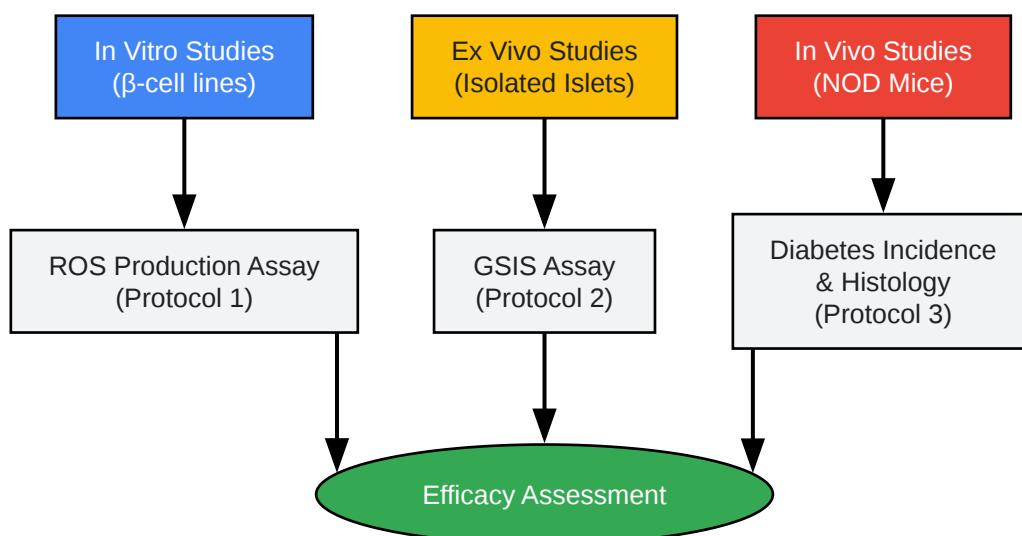 In Vitro Studies
(β-cell lines)
Ex Vivo Studies
(Isolated Islets)
In Vivo Studies
(NOD Mice)
ROS Production Assay
(Protocol 1)
GSIS Assay
(Protocol 2)
Diabetes Incidence
& Histology
(Protocol 3)
Efficacy Assessment